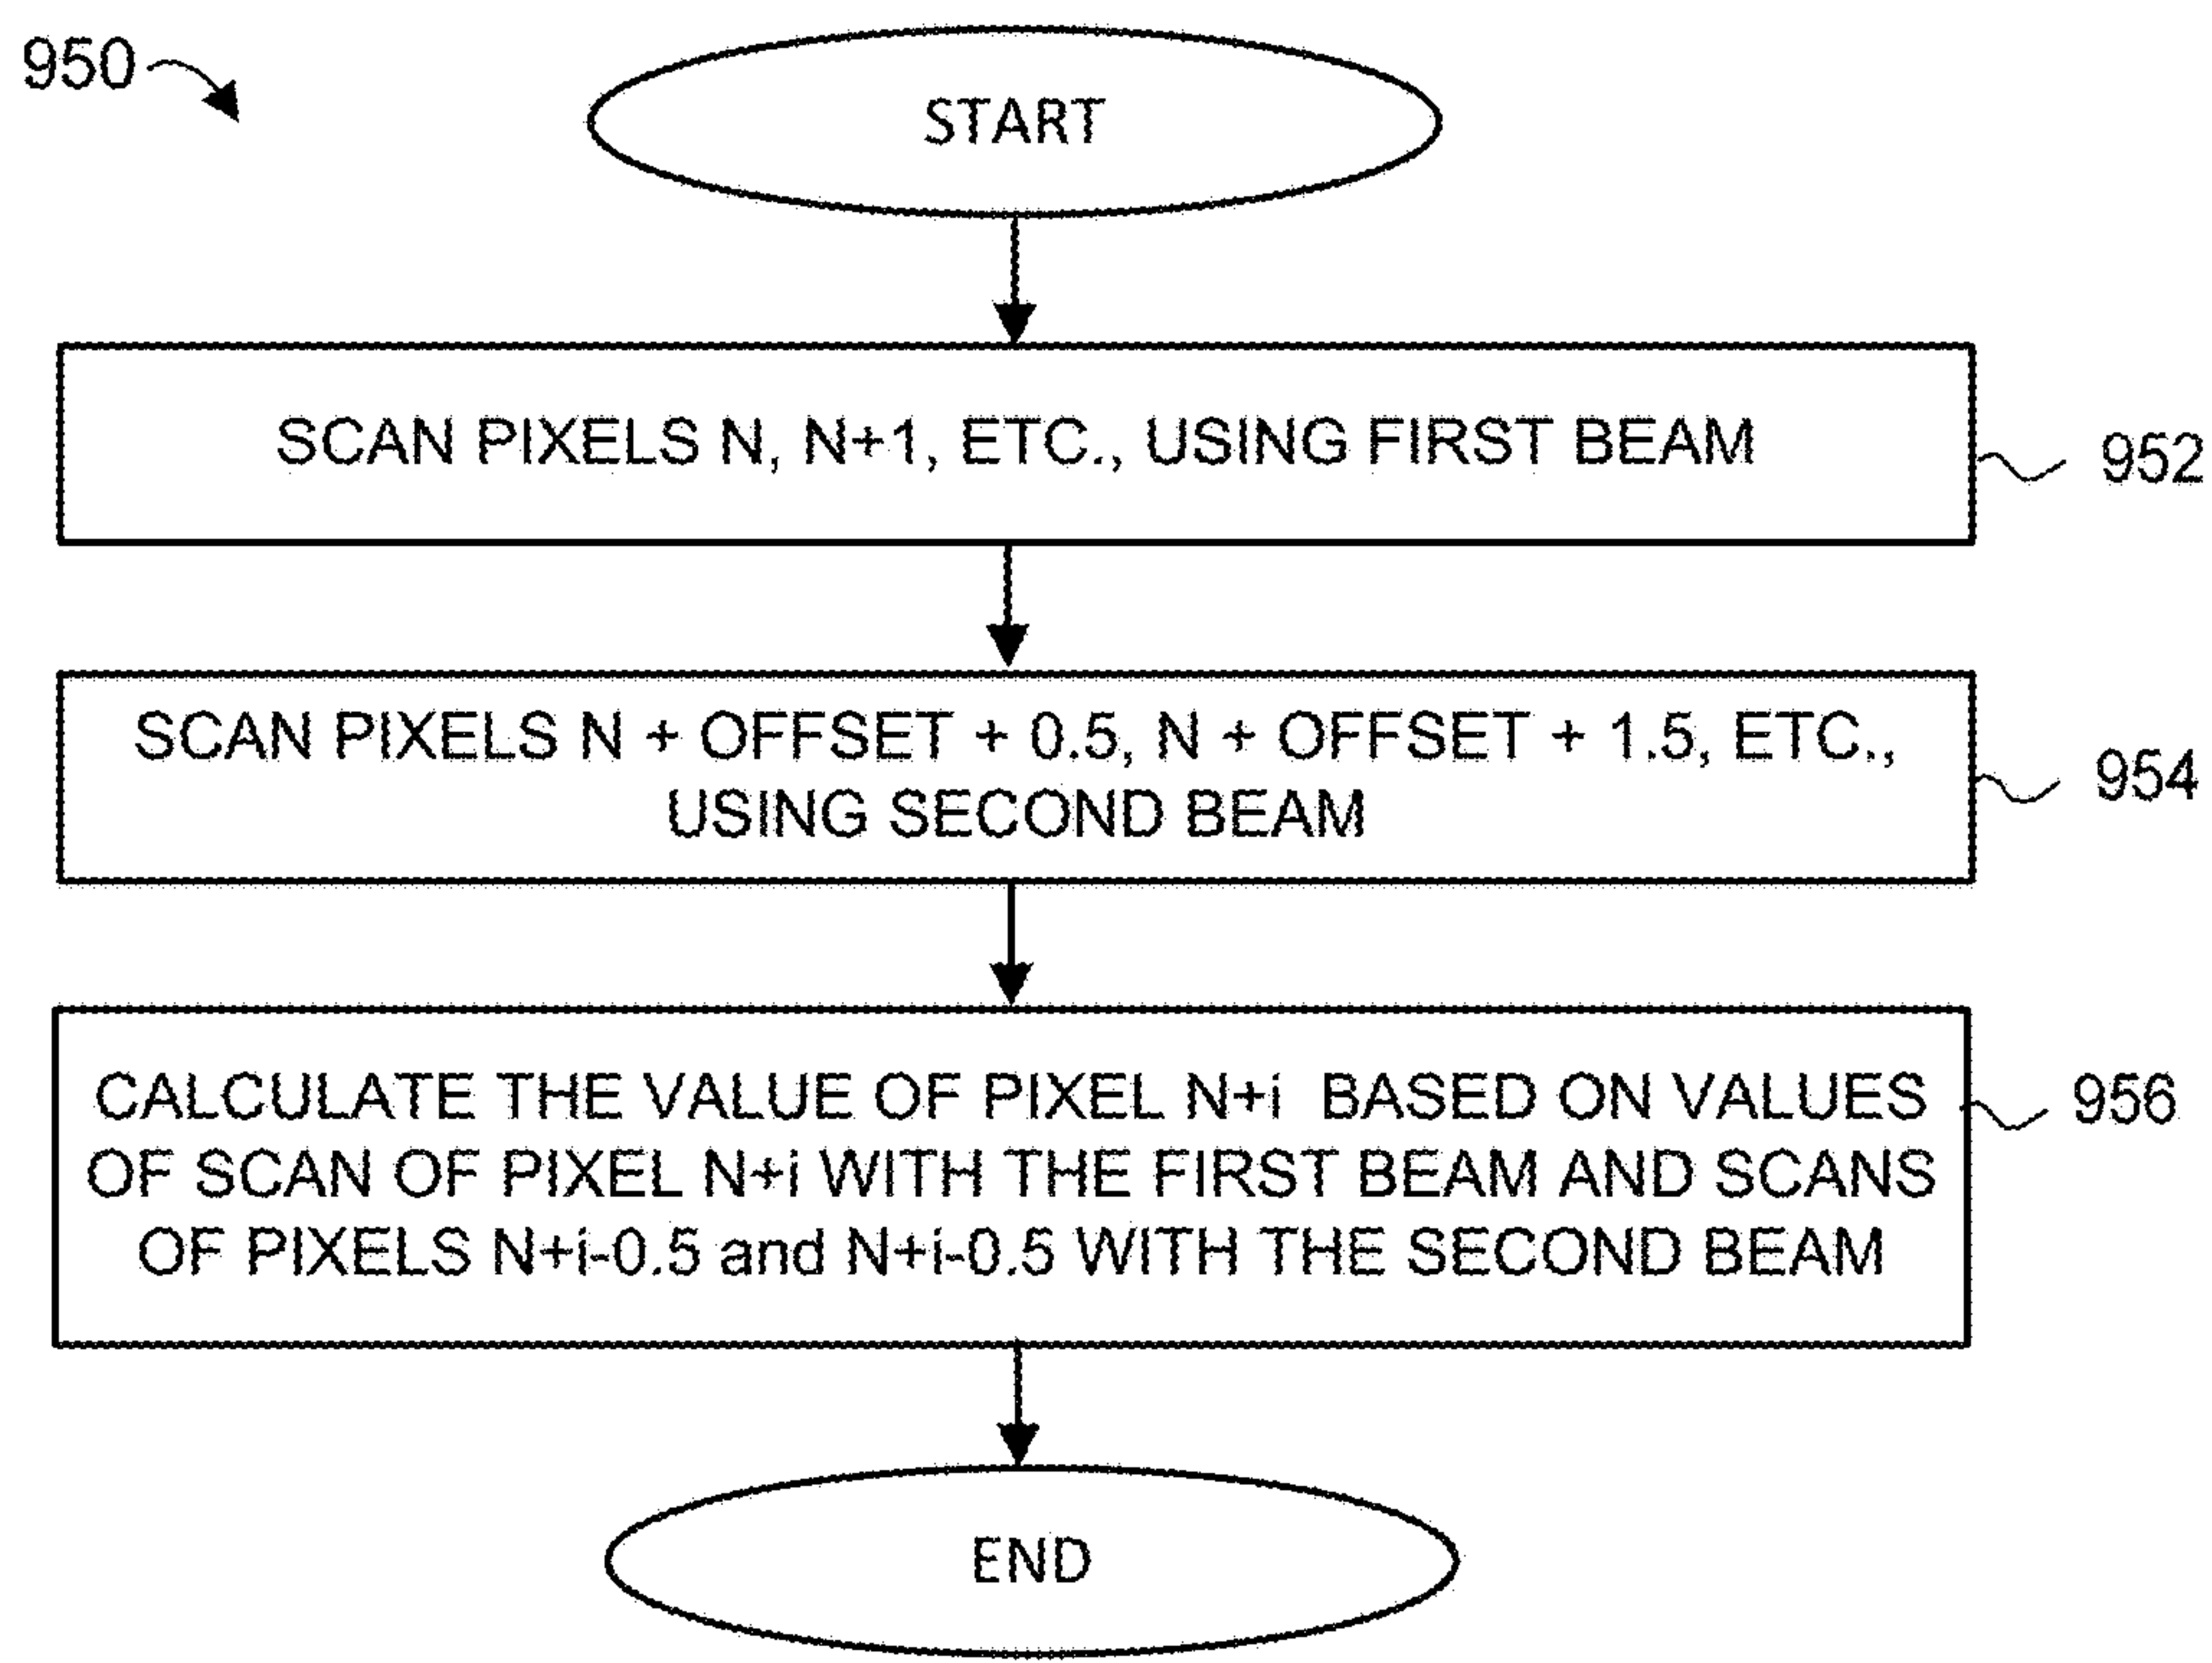 950
START
SCAN PIXELS N, N+1, ETC., USING FIRST BEAM
952
SCAN PIXELS N + OFFSET + 0.5, N + OFFSET + 1.5, ETC.,
USING SECOND BEAM
954
CALCULATE THE VALUE OF PIXEL N+i BASED ON VALUES
OF SCAN OF PIXEL N+i WITH THE FIRST BEAM AND SCANS
OF PIXELS N+i-0.5 and N+i-0.5 WITH THE SECOND BEAM
956
END